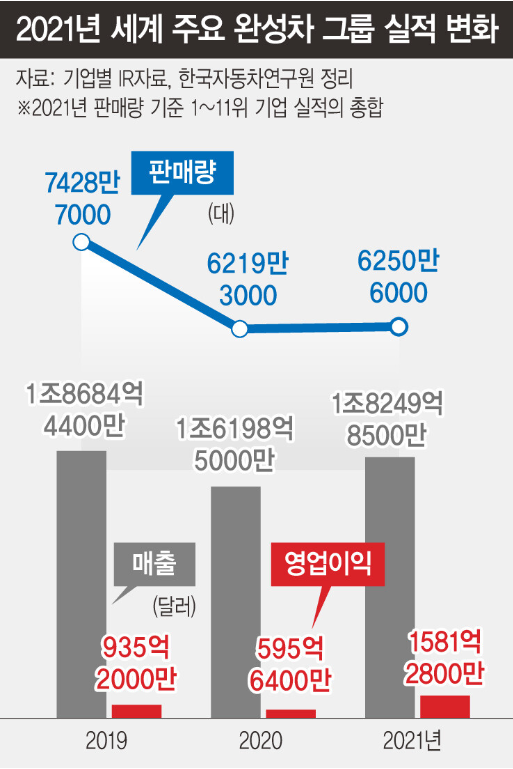 2021년 세계 주요 완성차 그룹 실적 변화
자료: 기업별 IR자료, 한국자동차연구원 정리
※2021년 판매량 기준 1~11위 기업 실적의 총합
7428만
7000
판매량
(대)
6219만
3000
6250만
6000
1조8684억
4400만
1조6198억
5000만
1조8249억
8500만
매출
(달러)
영업이익
935억
2000만
595억
6400만
1581억
2800만
2019
2020
2021년